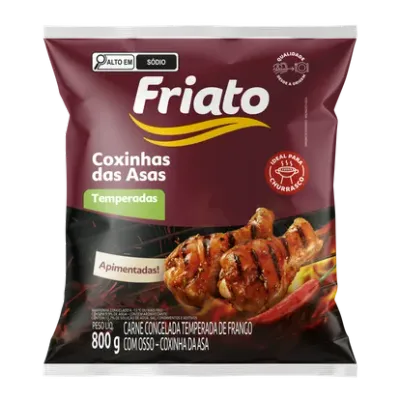 ALTO EM SÓDIO
QUALIDADE
Friato
Coxinhas
das Asas
Temperadas
IDEAL PARA
CHURRASCO
Apimentadas!
PESO LÍQ.
800 g
CARNE CONGELADA TEMPERADA DE FRANGO
COM OSSO - COXINHA DA ASA